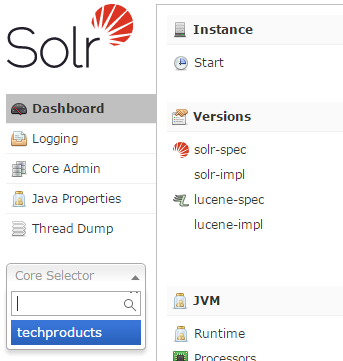 Solr
Dashboard
Logging
Core Admin
Java Properties
Thread Dump
Core Selector
techproducts
Instance
Start
Versions
solr-spec
solr-impl
lucene-spec
lucene-impl
JVM
Runtime
Processors